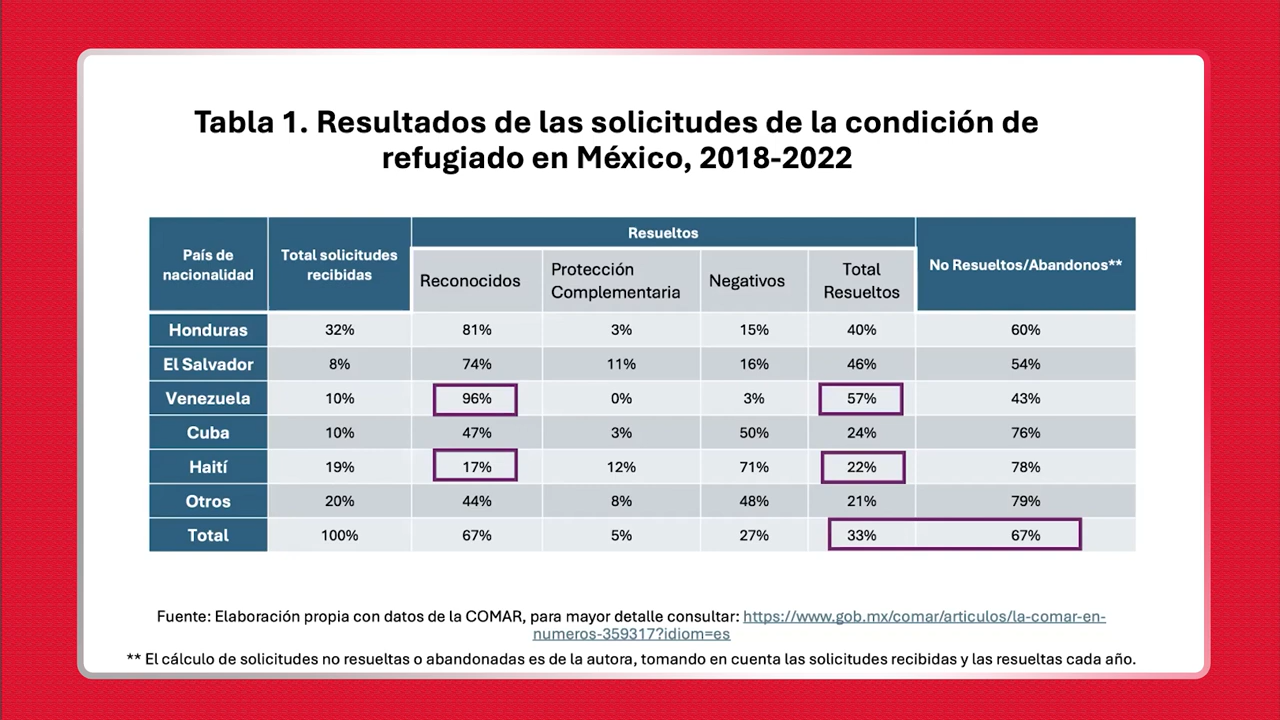 Tabla 1. Resultados de las solicitudes de la condición de
refugiado en México, 2018-2022
País de nacionalidad Total solicitudes recibidas Resueltos No Resueltos/Abandonos**
Reconocidos Protección Complementaria Negativos Total Resueltos
Honduras 32% 81% 3% 15% 40% 60%
El Salvador 8% 74% 11% 16% 46% 54%
Venezuela 10% 96% 0% 3% 57% 43%
Cuba 10% 47% 3% 50% 24% 76%
Haití 19% 17% 12% 71% 22% 78%
Otros 20% 44% 8% 48% 21% 79%
Total 100% 67% 5% 27% 33% 67%
Fuente: Elaboración propia con datos de la COMAR, para mayor detalle consultar: https://www.gob.mx/comar/articulos/la-comar-en-
numeros-359317?idiom=es
** El cálculo de solicitudes no resueltas o abandonadas es de la autora, tomando en cuenta las solicitudes recibidas y las resueltas cada año.